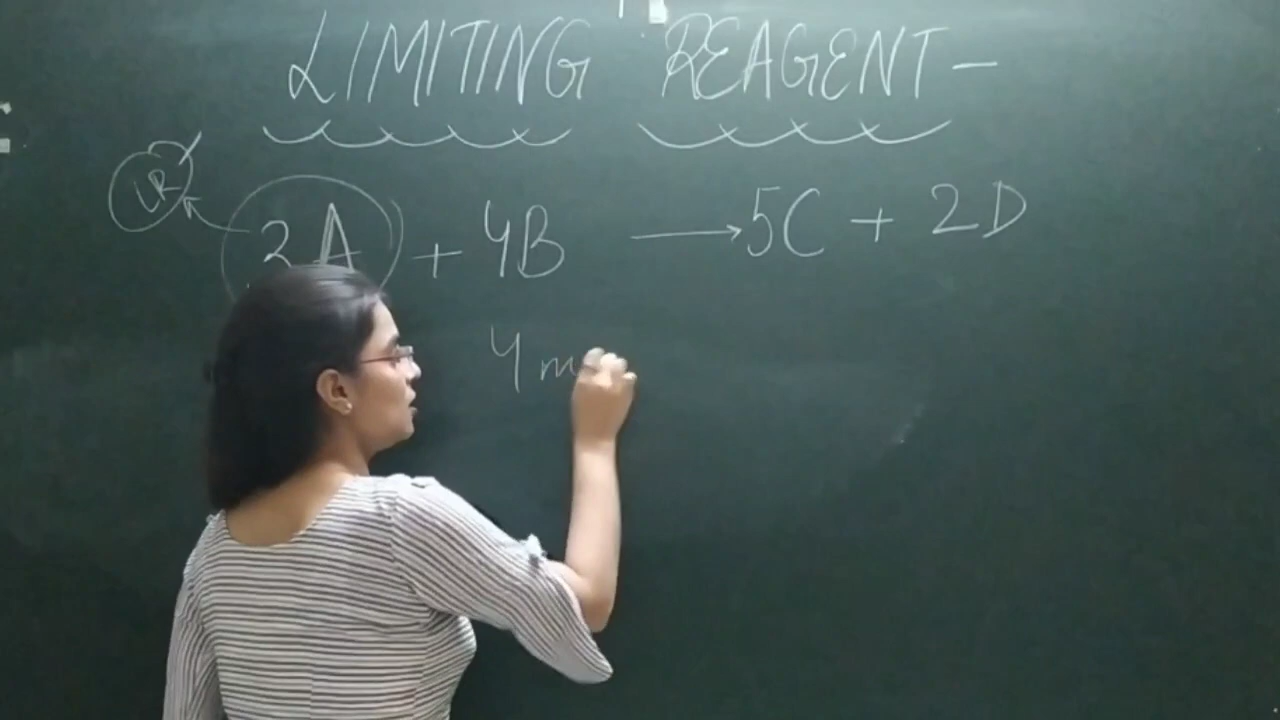 LIMITING REAGENT -
LR
2A + 4B → 5C + 2D
4 m